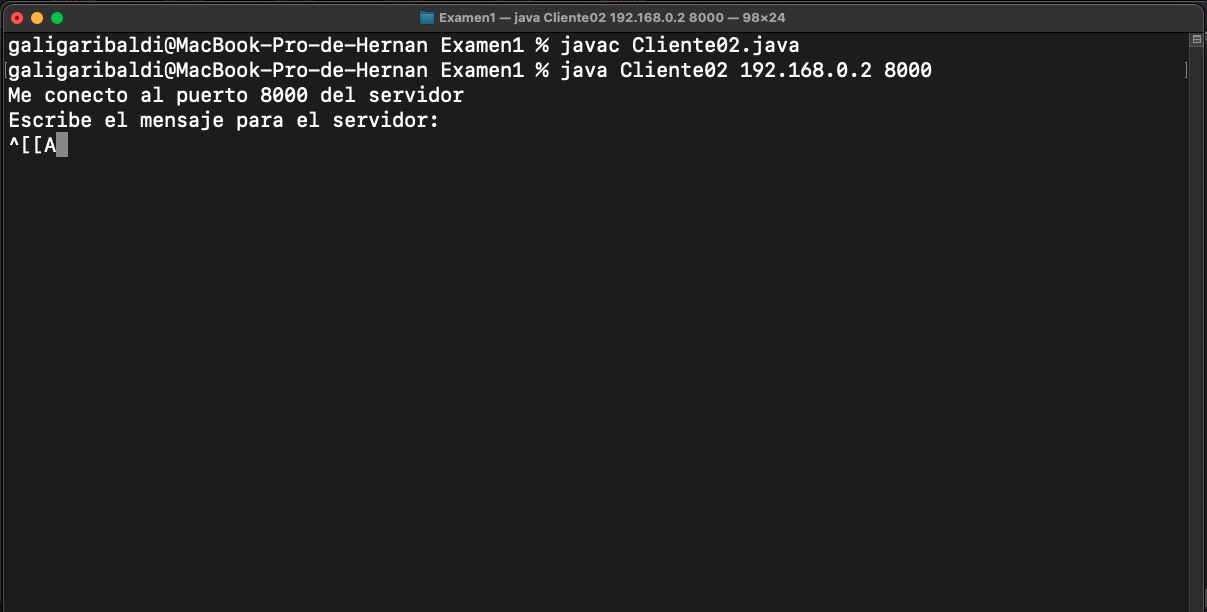 Examen1 — java Cliente02 192.168.0.2 8000 — 98×24
galigaribaldi@MacBook-Pro-de-Hernan Examen1 % javac Cliente02.java
galigaribaldi@MacBook-Pro-de-Hernan Examen1 % java Cliente02 192.168.0.2 8000
Me conecto al puerto 8000 del servidor
Escribe el mensaje para el servidor:
^[[A